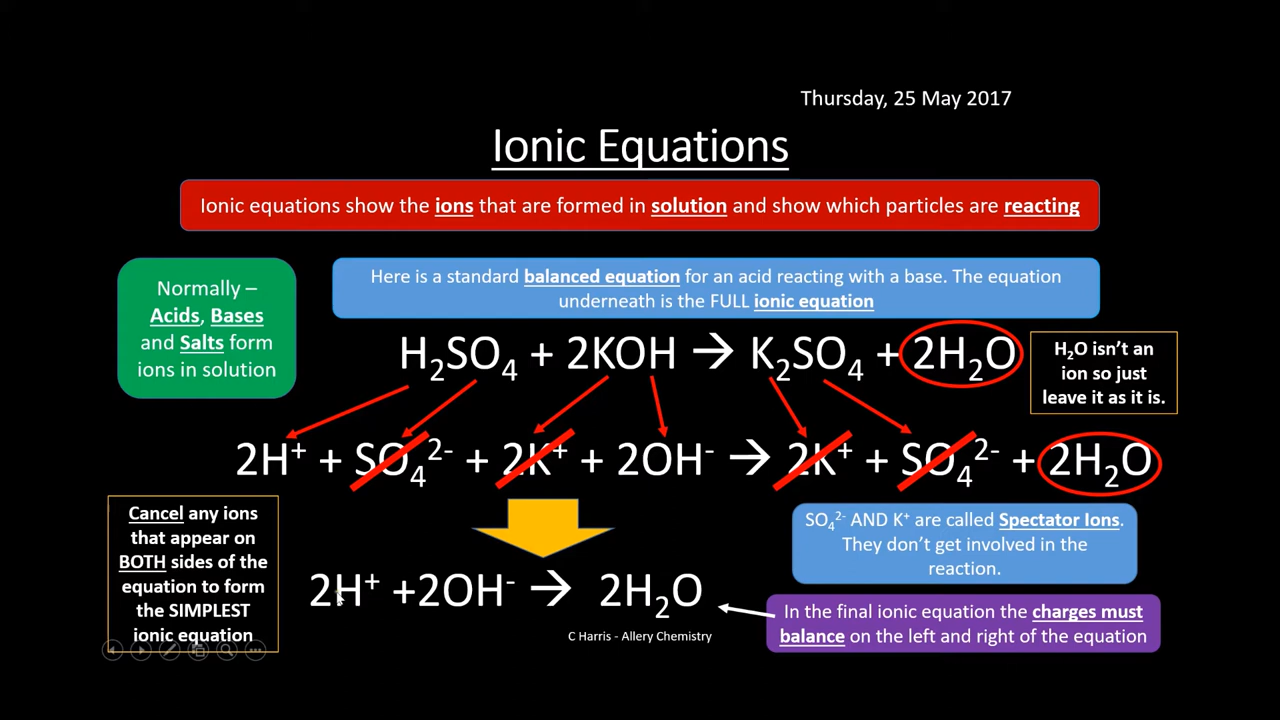 Thursday, 25 May 2017
Ionic Equations
Ionic equations show the ions that are formed in solution and show which particles are reacting
Normally –
Acids, Bases
and Salts form
ions in solution
Here is a standard balanced equation for an acid reacting with a base. The equation
underneath is the FULL ionic equation
H₂SO₄ + 2KOH → K₂SO₄ + 2H₂O
H₂O isn't an
ion so just
leave it as it is.
2H⁺ + SO₄²⁻ + 2K⁺ + 2OH⁻ → 2K⁺ + SO₄²⁻ + 2H₂O
Cancel any ions
that appear on
BOTH sides of the
equation to form
the SIMPLEST
ionic equation
SO₄²⁻ AND K⁺ are called Spectator Ions.
They don't get involved in the
reaction.
2H⁺ +2OH⁻ → 2H₂O
In the final ionic equation the charges must
balance on the left and right of the equation
C Harris - Allery Chemistry